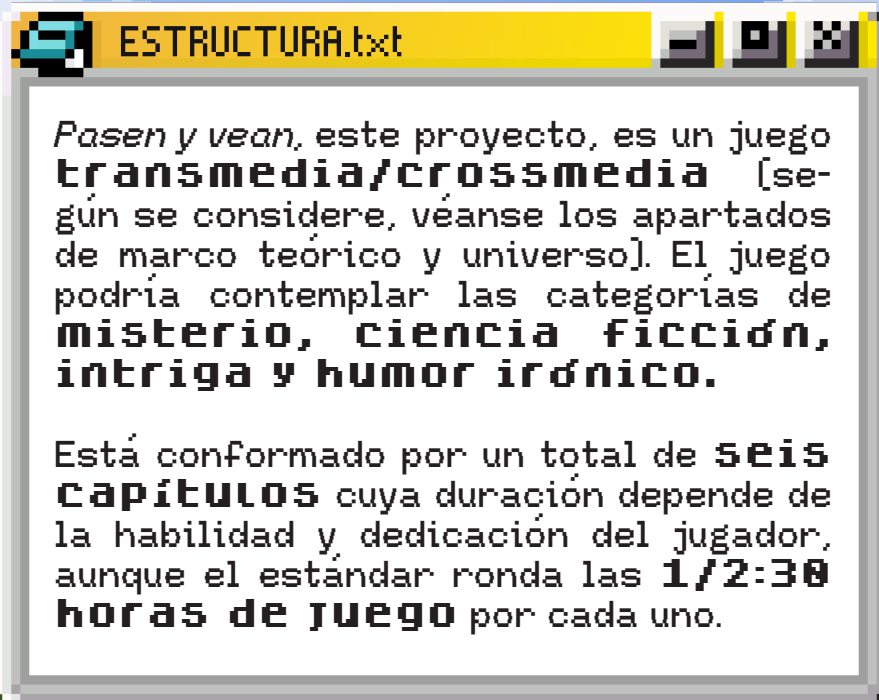 ESTRUCTURA.txt
Pasen y vean, este proyecto, es un juego
transmedia/crossmedia (se-
gún se considere, véanse los apartados
de marco teórico y universo). El juego
podría contemplar las categorías de
misterio, ciencia ficción,
intriga y humor irónico.
Está conformado por un total de seis
capítulos cuya duración depende de
la habilidad y dedicación del jugador,
aunque el estándar ronda las 1/2:30
horas de juego por cada uno.